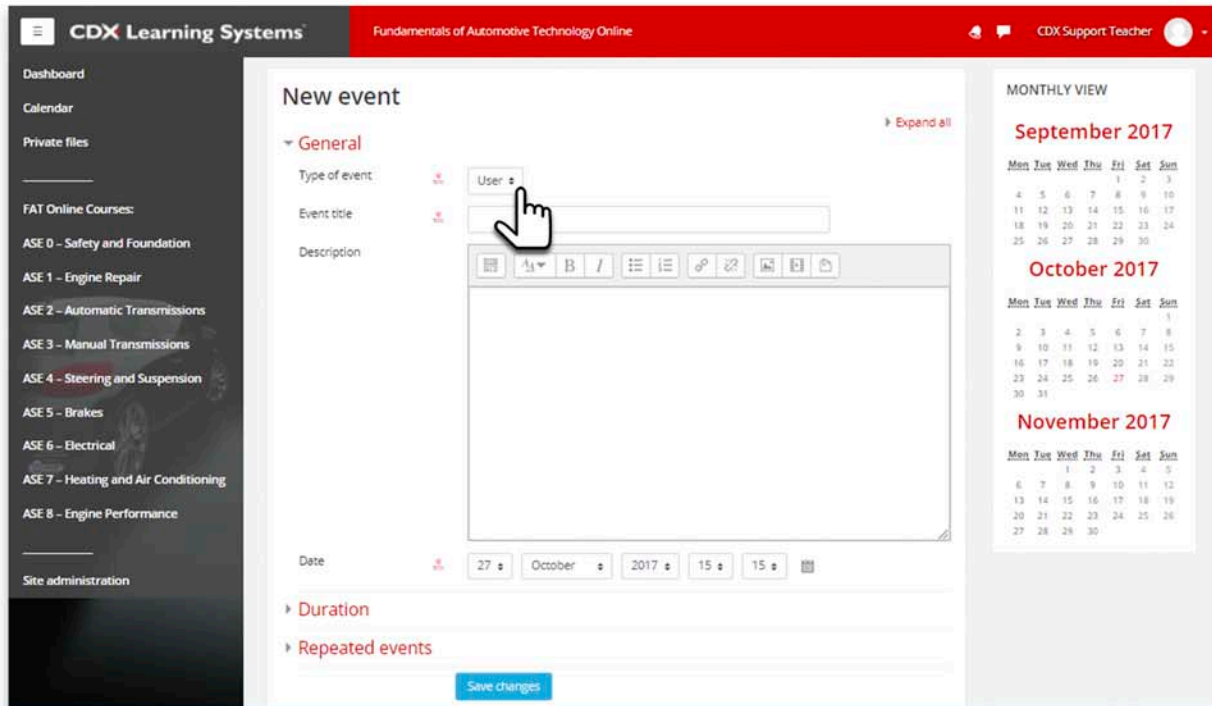 CDX Learning Systems
Fundamentals of Automotive Technology Online
CDX Support Teacher
Dashboard
Calendar
Private files
FAT Online Courses:
ASE 0 – Safety and Foundation
ASE 1 – Engine Repair
ASE 2 – Automatic Transmissions
ASE 3 – Manual Transmissions
ASE 4 – Steering and Suspension
ASE 5 – Brakes
ASE 6 – Electrical
ASE 7 – Heating and Air Conditioning
ASE 8 – Engine Performance
Site administration
New event
Expand all
General
Type of event
User
Event title
Description
B I
Date
27 October 2017 15 15
Duration
Repeated events
Save changes
MONTHLY VIEW
September 2017
Mon Tue Wed Thu Fri Sat Sun
1 2 3
4 5 6 7 8 9 10
11 12 13 14 15 16 17
18 19 20 21 22 23 24
25 26 27 28 29 30
October 2017
Mon Tue Wed Thu Fri Sat Sun
1
2 3 4 5 6 7 8
9 10 11 12 13 14 15
16 17 18 19 20 21 22
23 24 25 26 27 28 29
30 31
November 2017
Mon Tue Wed Thu Fri Sat Sun
1 2 3 4 5
6 7 8 9 10 11 12
13 14 15 16 17 18 19
20 21 22 23 24 25 26
27 28 29 30